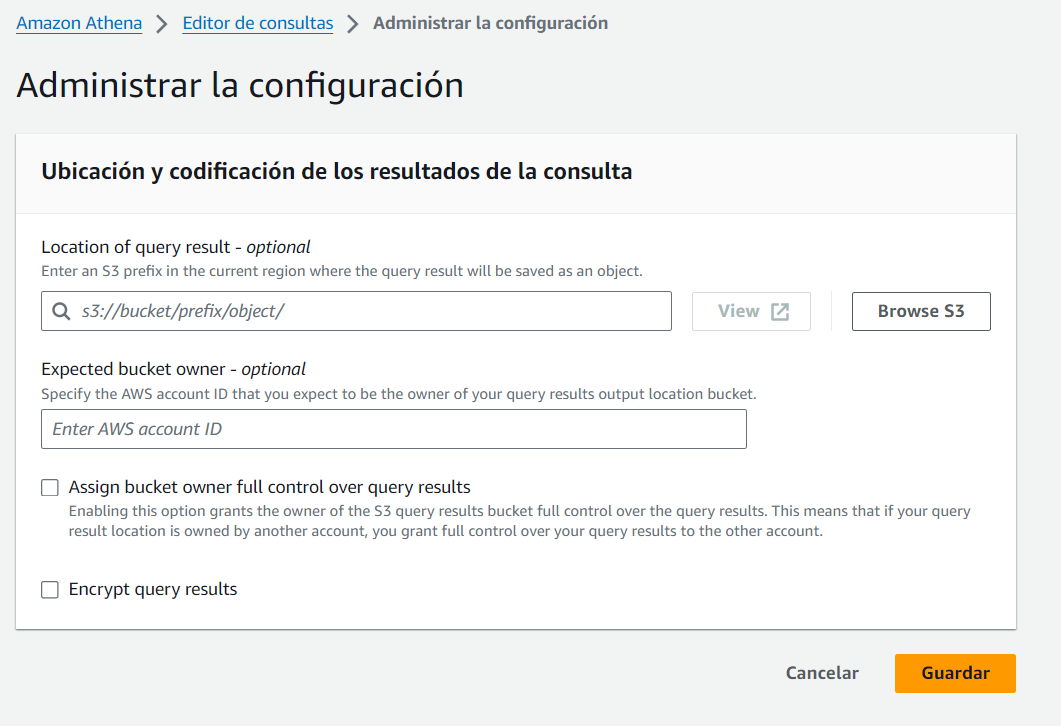 Amazon Athena > Editor de consultas > Administrar la configuración
Administrar la configuración
Ubicación y codificación de los resultados de la consulta
Location of query result - optional
Enter an S3 prefix in the current region where the query result will be saved as an object.
s3://bucket/prefix/object/ View Browse S3
Expected bucket owner - optional
Specify the AWS account ID that you expect to be the owner of your query results output location bucket.
Enter AWS account ID
Assign bucket owner full control over query results
Enabling this option grants the owner of the S3 query results bucket full control over the query results. This means that if your query
result location is owned by another account, you grant full control over your query results to the other account.
Encrypt query results
Cancelar Guardar